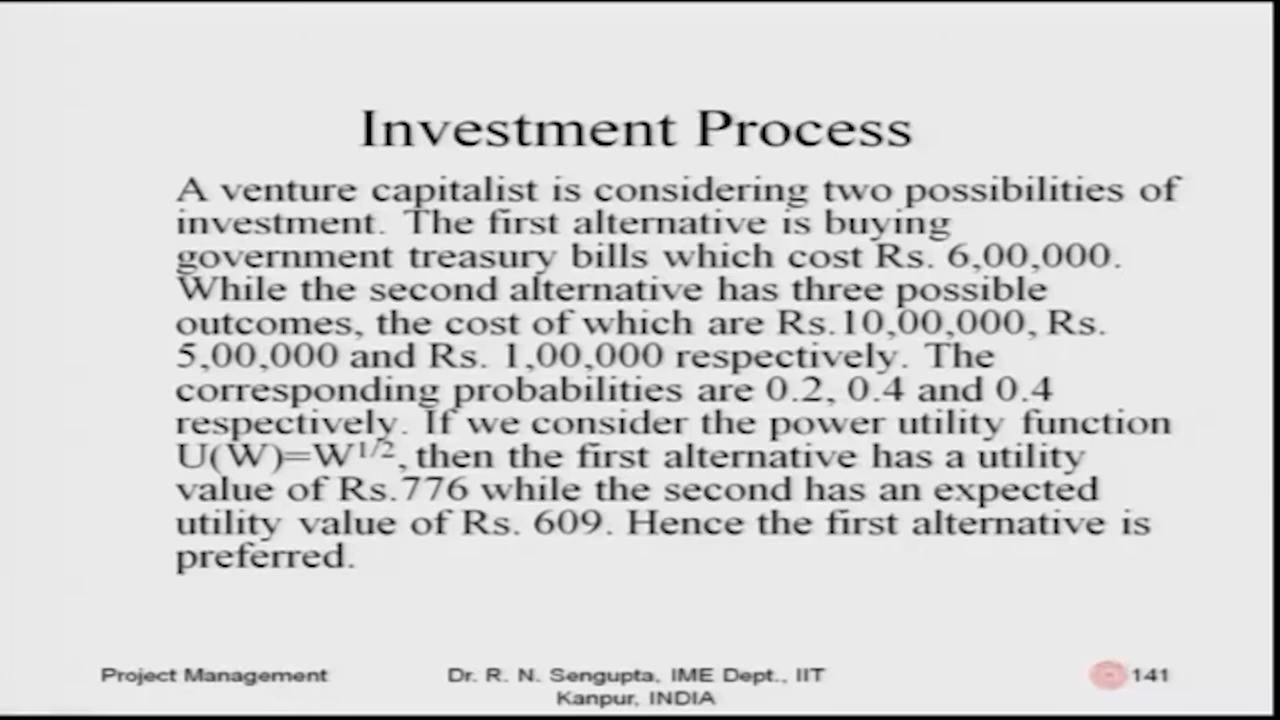 Investment Process
A venture capitalist is considering two possibilities of
investment. The first alternative is buying
government treasury bills which cost Rs. 6,00,000.
While the second alternative has three possible
outcomes, the cost of which are Rs.10,00,000, Rs.
5,00,000 and Rs. 1,00,000 respectively. The
corresponding probabilities are 0.2, 0.4 and 0.4
respectively. If we consider the power utility function
U(W)=W^1/2, then the first alternative has a utility
value of Rs.776 while the second has an expected
utility value of Rs. 609. Hence the first alternative is
preferred.
Project Management
Dr. R. N. Sengupta, IME Dept., IIT
Kanpur, INDIA
141